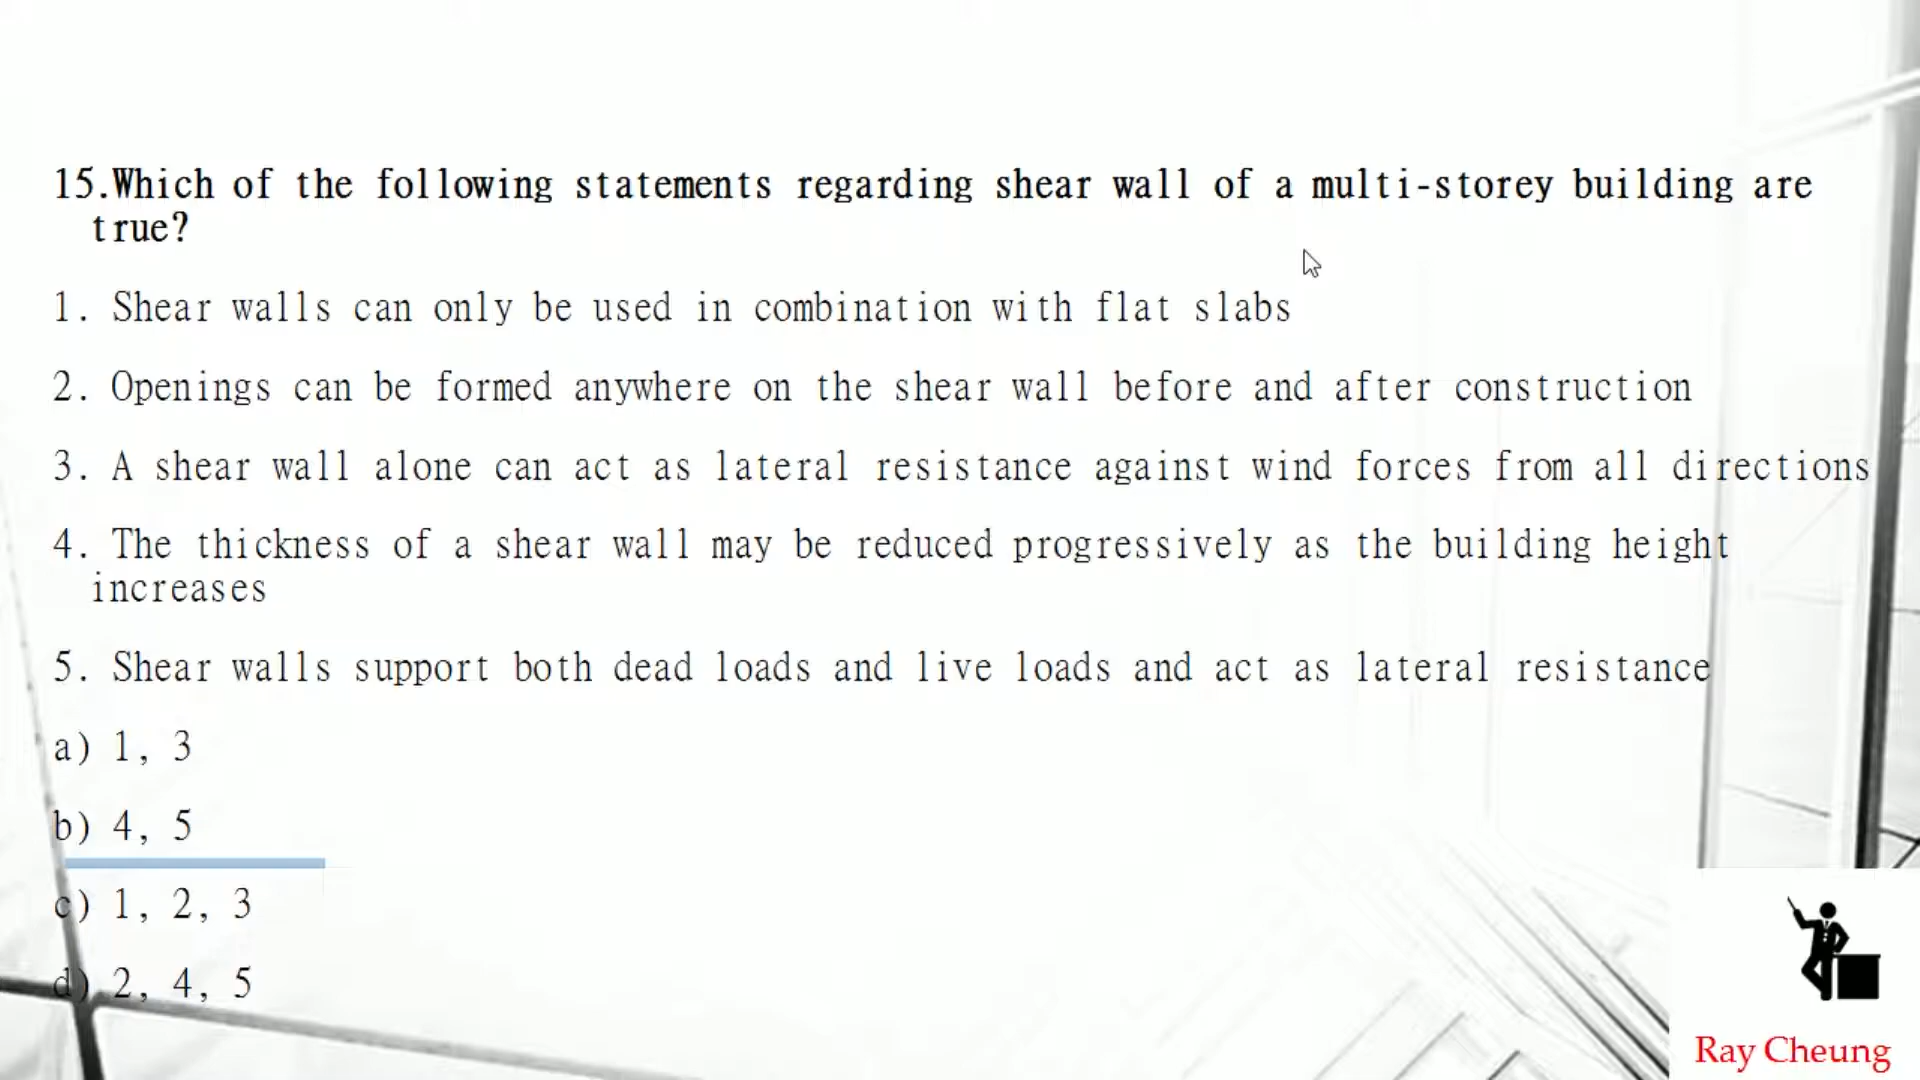 15.Which of the following statements regarding shear wall of a multi-storey building are
true?
1. Shear walls can only be used in combination with flat slabs
2. Openings can be formed anywhere on the shear wall before and after construction
3. A shear wall alone can act as lateral resistance against wind forces from all directions
4. The thickness of a shear wall may be reduced progressively as the building height
increases
5. Shear walls support both dead loads and live loads and act as lateral resistance
a) 1, 3
b) 4, 5
c) 1, 2, 3
d) 2, 4, 5
Ray Cheung